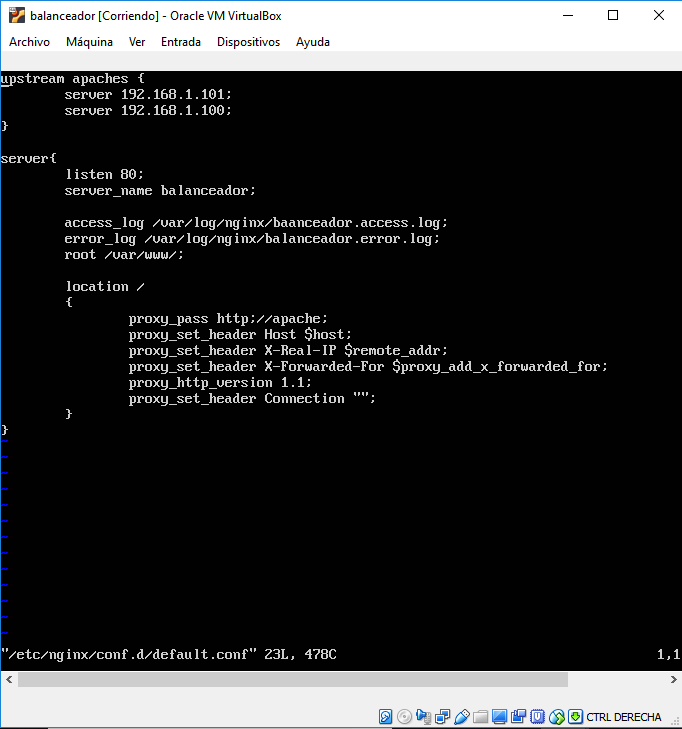 balanceador [Corriendo] - Oracle VM VirtualBox
Archivo Máquina Ver Entrada Dispositivos Ayuda
upstream apaches {
server 192.168.1.101;
server 192.168.1.100;
}
server{
listen 80;
server_name balanceador;
access_log /var/log/nginx/baanceador.access.log;
error_log /var/log/nginx/balanceador.error.log;
root /var/www/;
location /
{
proxy_pass http;//apache;
proxy_set_header Host $host;
proxy_set_header X-Real-IP $remote_addr;
proxy_set_header X-Forwarded-For $proxy_add_x_forwarded_for;
proxy_http_version 1.1;
proxy_set_header Connection "";
}
}
~
~
~
~
~
~
~
~
~
~
~
~
~
"/etc/nginx/conf.d/default.conf" 23L, 478C 1,1
CTRL DERECHA